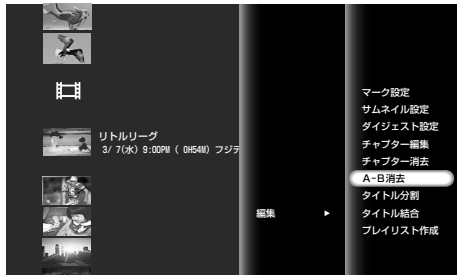 リトルリーグ
3/ 7(水) 9:00PM ( 0H54M) フジテ
編集 ▶
マーク設定
サムネイル設定
ダイジェスト設定
チャプター編集
チャプター消去
A-B消去
タイトル分割
タイトル結合
プレイリスト作成